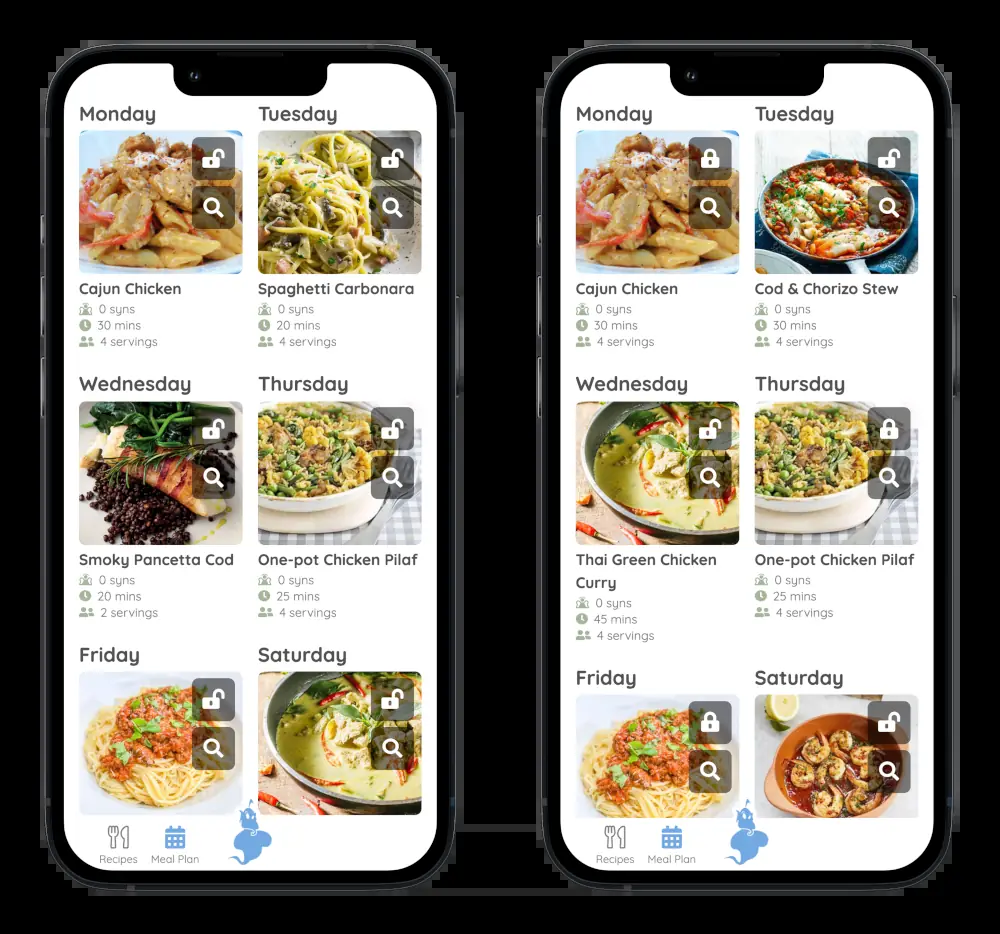 Monday
Tuesday
Cajun Chicken
Spaghetti Carbonara
0 syns
0 syns
30 mins
20 mins
4 servings
4 servings
Wednesday
Thursday
Smoky Pancetta Cod
One-pot Chicken Pilaf
0 syns
0 syns
20 mins
25 mins
2 servings
4 servings
Friday
Saturday
Recipes
Meal Plan
Monday
Tuesday
Cajun Chicken
Cod & Chorizo Stew
0 syns
0 syns
30 mins
30 mins
4 servings
4 servings
Wednesday
Thursday
Thai Green Chicken
Curry
One-pot Chicken Pilaf
0 syns
0 syns
45 mins
25 mins
4 servings
4 servings
Friday
Saturday
Recipes
Meal Plan